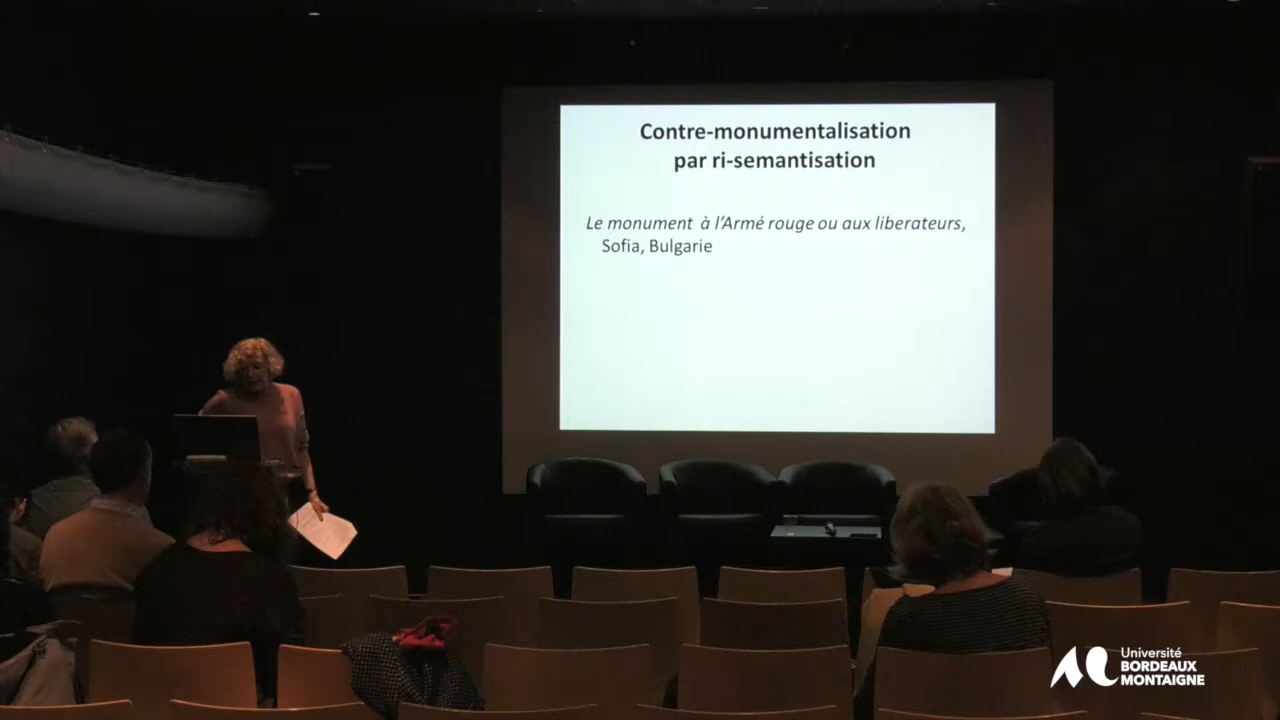 Contre-monumentalisation
par ri-semantisation
Le monument à l'Armé rouge ou aux liberateurs,
Sofia, Bulgarie
Université
BORDEAUX
MONTAIGNE